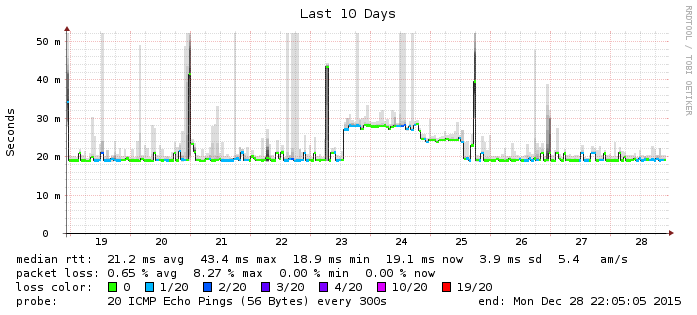 Last 10 Days
RRDTOOL / TOBI OETIKER
Seconds
50 m
40 m
30 m
20 m
10 m
0
19 20 21 22 23 24 25 26 27 28
median rtt: 21.2 ms avg 43.4 ms max 18.9 ms min 19.1 ms now 3.9 ms sd 5.4 am/s
packet loss: 0.65 % avg 8.27 % max 0.00 % min 0.00 % now
loss color: 0 1/20 2/20 3/20 4/20 10/20 19/20
probe: 20 ICMP Echo Pings (56 Bytes) every 300s end: Mon Dec 28 22:05:05 2015